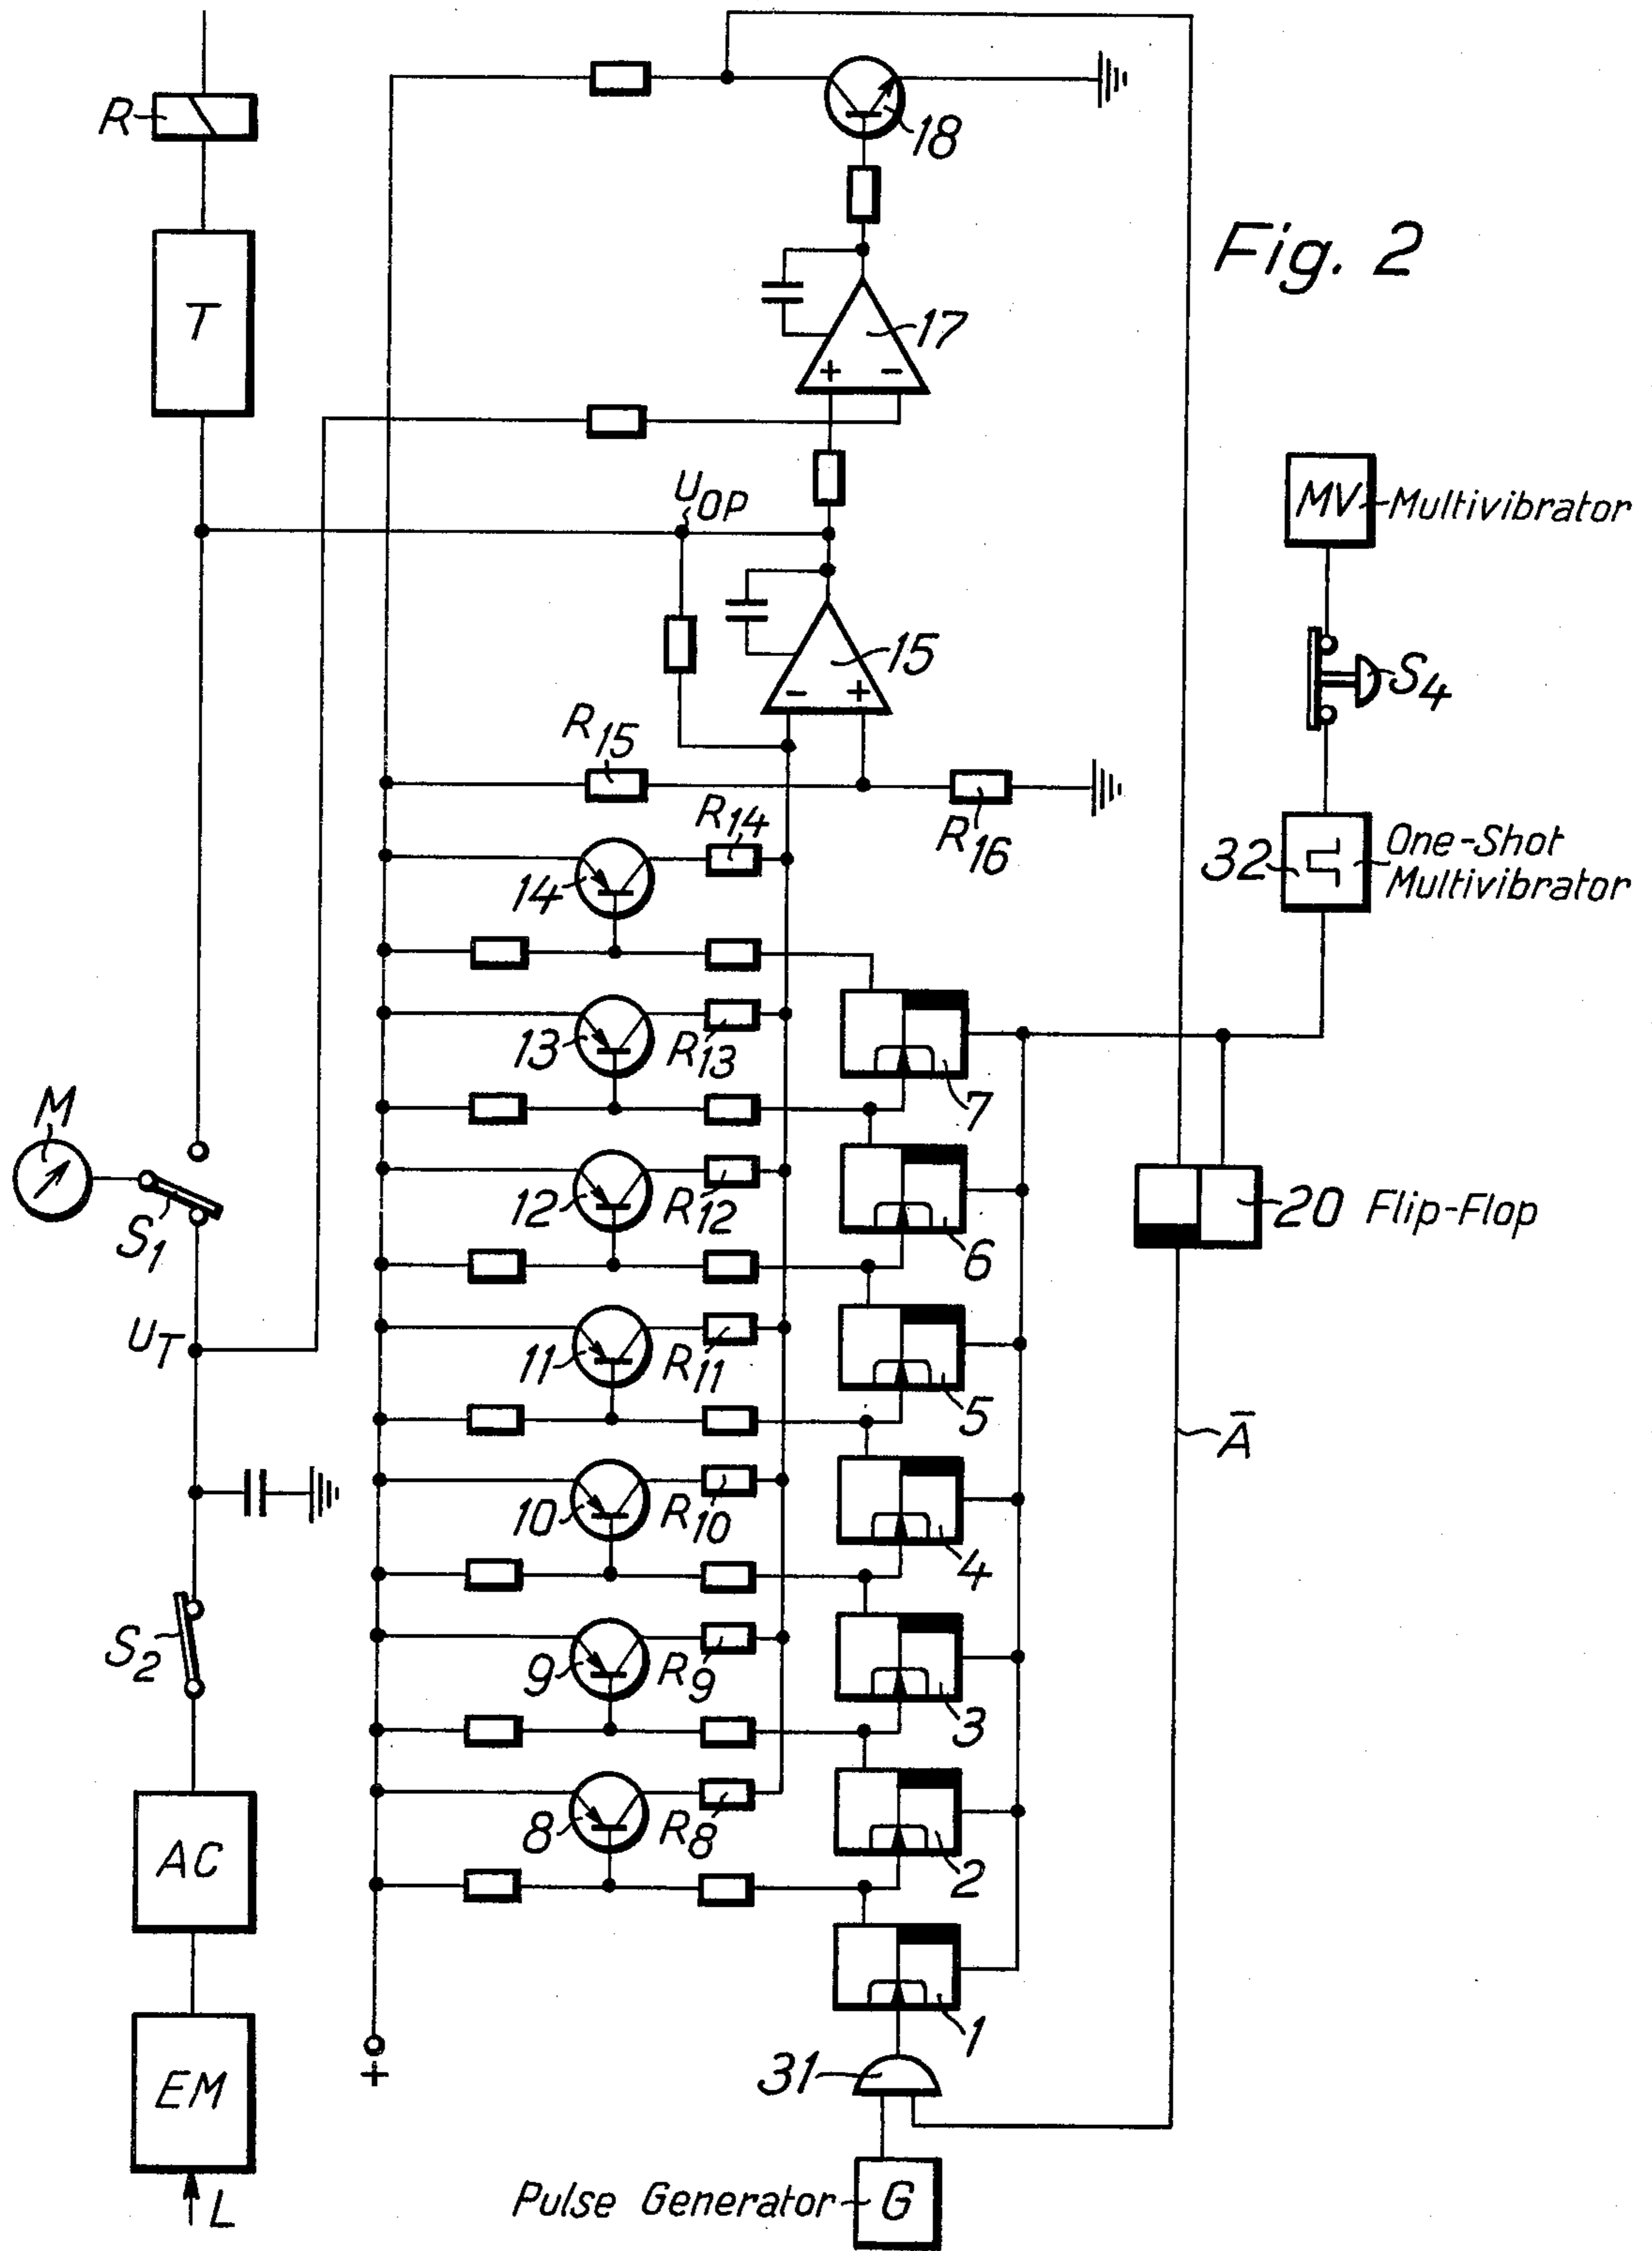 R
18
Fig. 2
T
17
+ -
U_OP
MV Multivibrator
15
- +
S4
R15
R14
R16
32
One-Shot
Multivibrator
14
13
R13
7
M
S1
12
R12
6
20 Flip-Flop
U_T
11
R11
5
Ā
10
R10
4
S2
9
R9
3
8
R8
2
AC
1
+
31
EM
L
Pulse Generator G